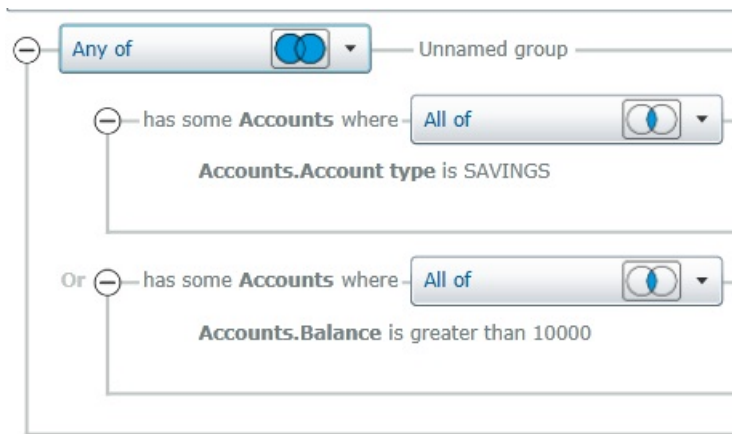 Any of Unnamed group
has some Accounts where All of
Accounts.Account type is SAVINGS
Or has some Accounts where All of
Accounts.Balance is greater than 10000